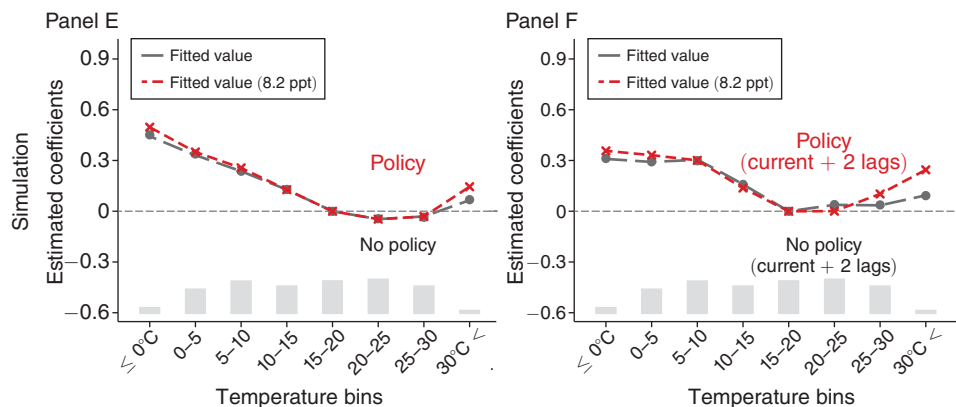 Panel E
Simulation
Estimated coefficients
0.9
0.6
0.3
0
−0.3
−0.6
Fitted value
Fitted value (8.2 ppt)
Policy
No policy
≤ 0°C
0–5
5–10
10–15
15–20
20–25
25–30
30°C <
Temperature bins
Panel F
Estimated coefficients
0.9
0.6
0.3
0
−0.3
−0.6
Fitted value
Fitted value (8.2 ppt)
Policy
(current + 2 lags)
No policy
(current + 2 lags)
≤ 0°C
0–5
5–10
10–15
15–20
20–25
25–30
30°C <
Temperature bins